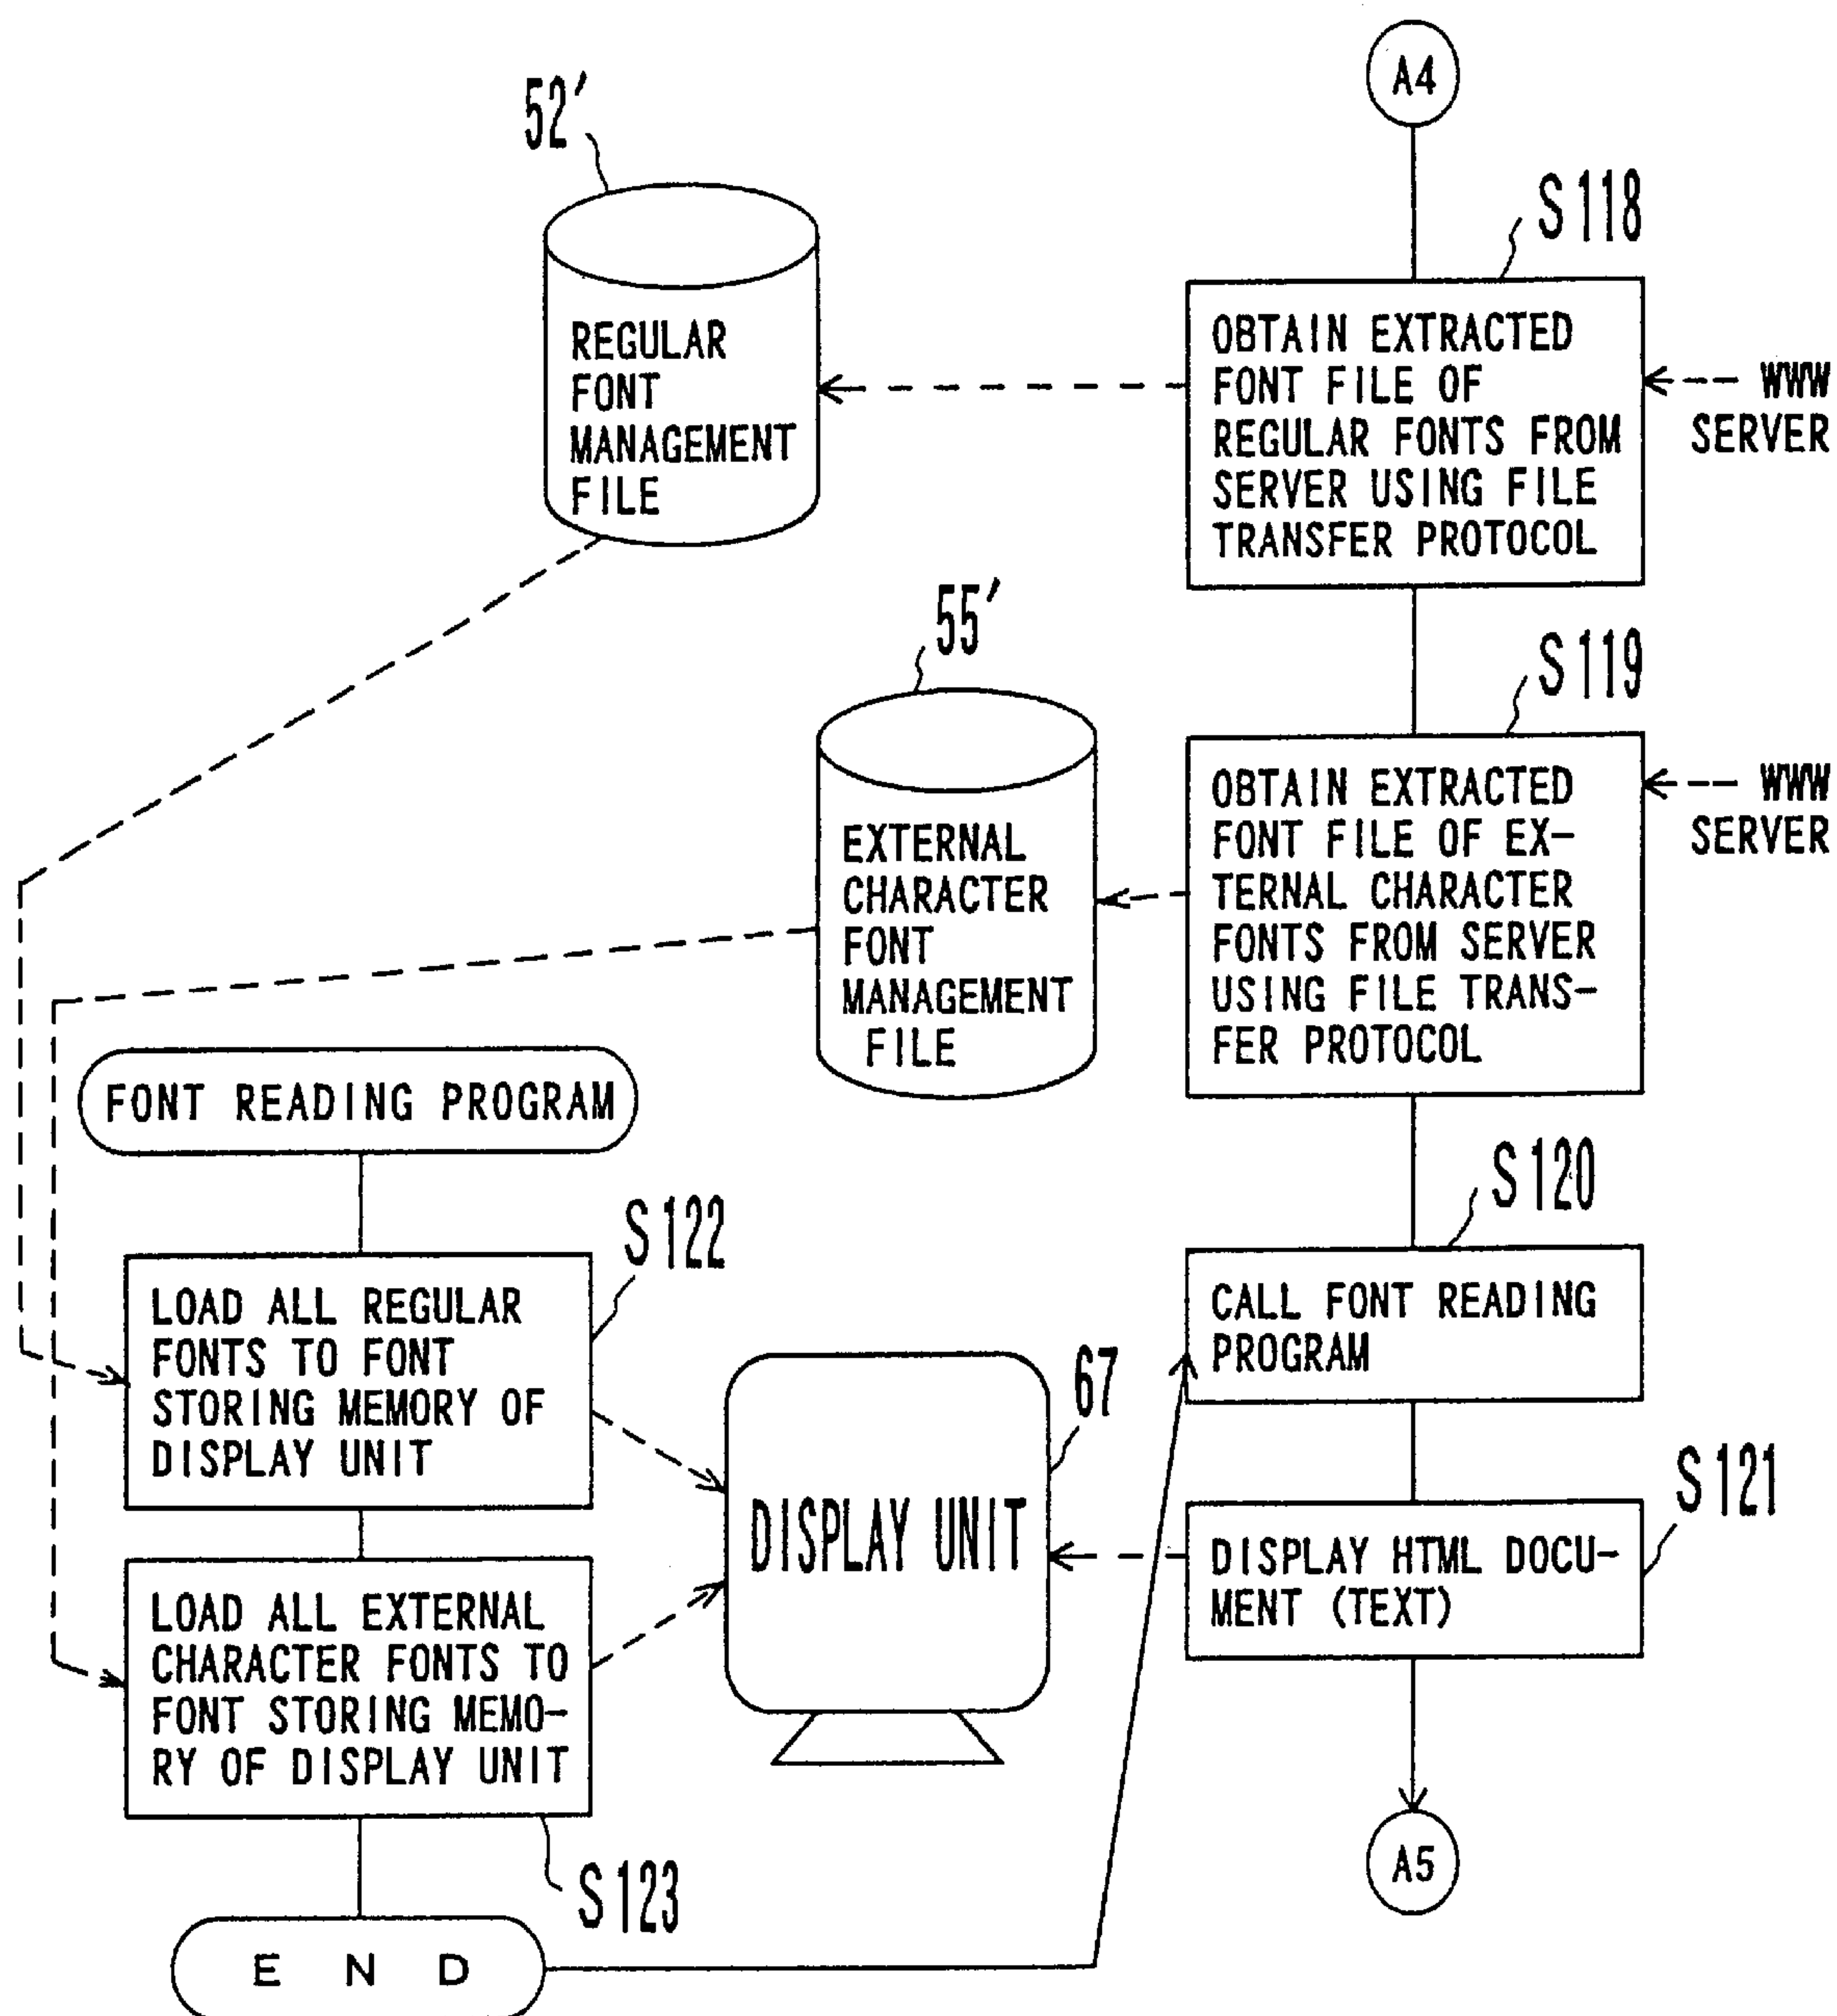 A4
52′
S118
REGULAR
FONT
MANAGEMENT
FILE
OBTAIN EXTRACTED
FONT FILE OF
REGULAR FONTS FROM
SERVER USING FILE
TRANSFER PROTOCOL
WWW
SERVER
55′
S119
EXTERNAL
CHARACTER
FONT
MANAGEMENT
FILE
OBTAIN EXTRACTED
FONT FILE OF EX-
TERNAL CHARACTER
FONTS FROM SERVER
USING FILE TRANS-
FER PROTOCOL
WWW
SERVER
FONT READING PROGRAM
S122
LOAD ALL REGULAR
FONTS TO FONT
STORING MEMORY OF
DISPLAY UNIT
S120
CALL FONT READING
PROGRAM
67
DISPLAY UNIT
S121
DISPLAY HTML DOCU-
MENT (TEXT)
LOAD ALL EXTERNAL
CHARACTER FONTS TO
FONT STORING MEMO-
RY OF DISPLAY UNIT
S123
A5
END